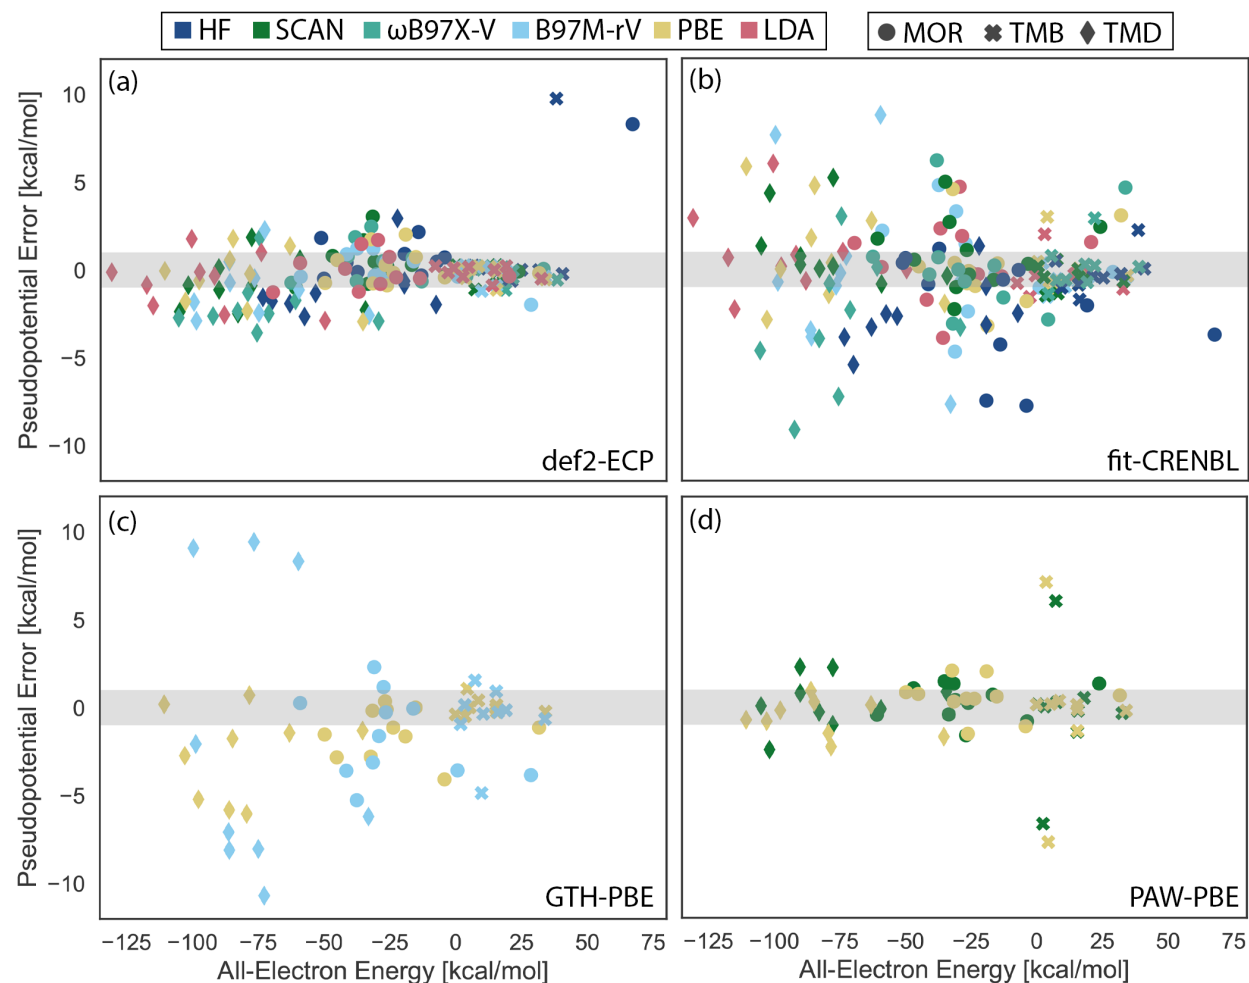 HF SCAN ωB97X-V B97M-rV PBE LDA MOR TMB TMD
(a)
10
5
0
−5
−10
Pseudopotential Error [kcal/mol]
def2-ECP
(b)
fit-CRENBL
(c)
10
5
0
−5
−10
Pseudopotential Error [kcal/mol]
GTH-PBE
(d)
PAW-PBE
−125 −100 −75 −50 −25 0 25 50 75
−125 −100 −75 −50 −25 0 25 50 75
All-Electron Energy [kcal/mol]
All-Electron Energy [kcal/mol]